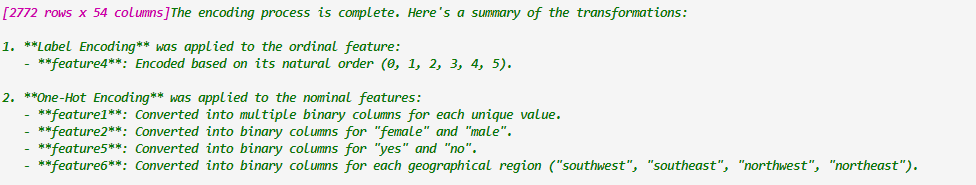 [2772 rows x 54 columns]The encoding process is complete. Here's a summary of the transformations:
1. **Label Encoding** was applied to the ordinal feature:
- **feature4**: Encoded based on its natural order (0, 1, 2, 3, 4, 5).
2. **One-Hot Encoding** was applied to the nominal features:
- **feature1**: Converted into multiple binary columns for each unique value.
- **feature2**: Converted into binary columns for "female" and "male".
- **feature5**: Converted into binary columns for "yes" and "no".
- **feature6**: Converted into binary columns for each geographical region ("southwest", "southeast", "northwest", "northeast").